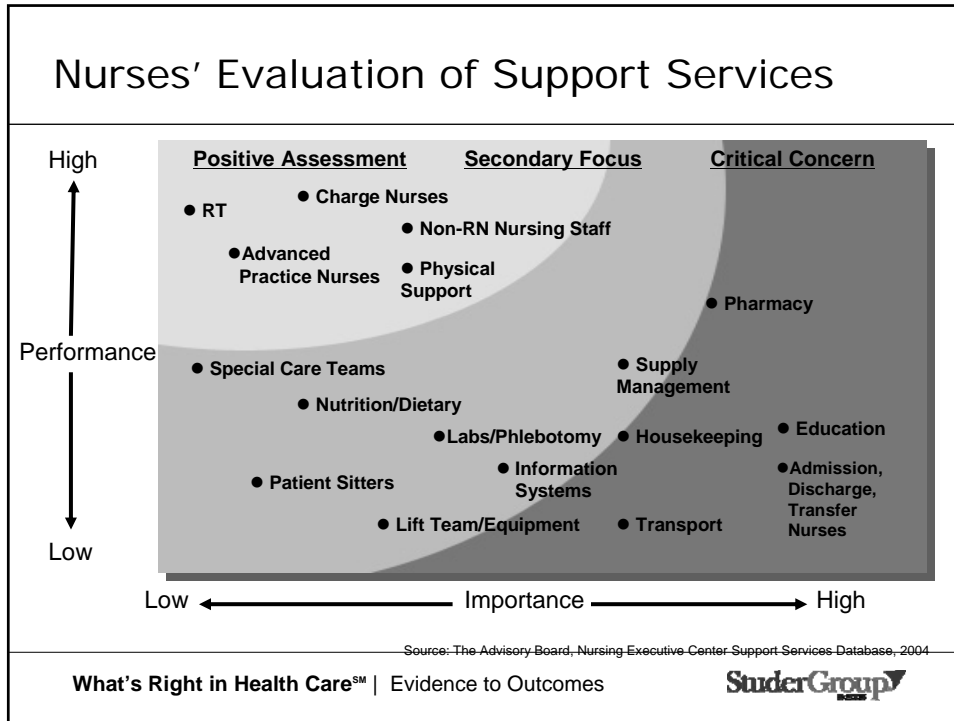 Nurses' Evaluation of Support Services
High
Positive Assessment
Secondary Focus
Critical Concern
● Charge Nurses
● RT
● Non-RN Nursing Staff
●Advanced
Practice Nurses
● Physical
Support
● Pharmacy
Performance
● Special Care Teams
● Supply
Management
● Nutrition/Dietary
●Labs/Phlebotomy
● Housekeeping
● Education
● Information
Systems
●Admission,
Discharge,
Transfer
Nurses
● Patient Sitters
● Lift Team/Equipment
● Transport
Low
Low
Importance
High
Source: The Advisory Board, Nursing Executive Center Support Services Database, 2004
What's Right in Health Care℠ | Evidence to Outcomes
StuderGroup